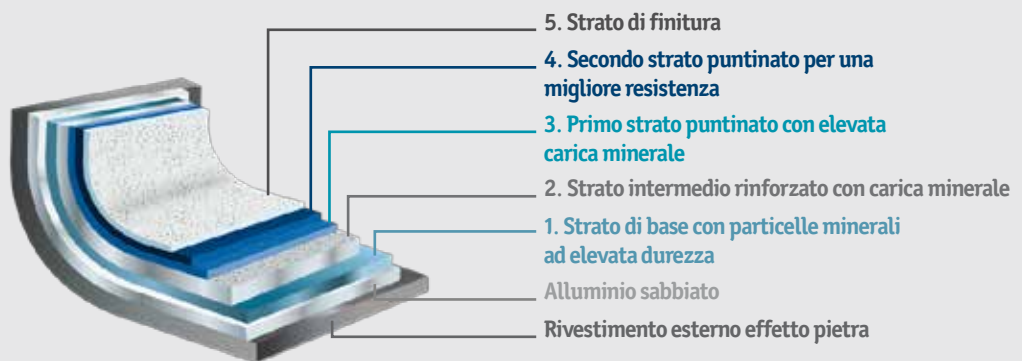 5. Strato di finitura
4. Secondo strato puntinato per una
migliore resistenza
3. Primo strato puntinato con elevata
carica minerale
2. Strato intermedio rinforzato con carica minerale
1. Strato di base con particelle minerali
ad elevata durezza
Alluminio sabbiato
Rivestimento esterno effetto pietra